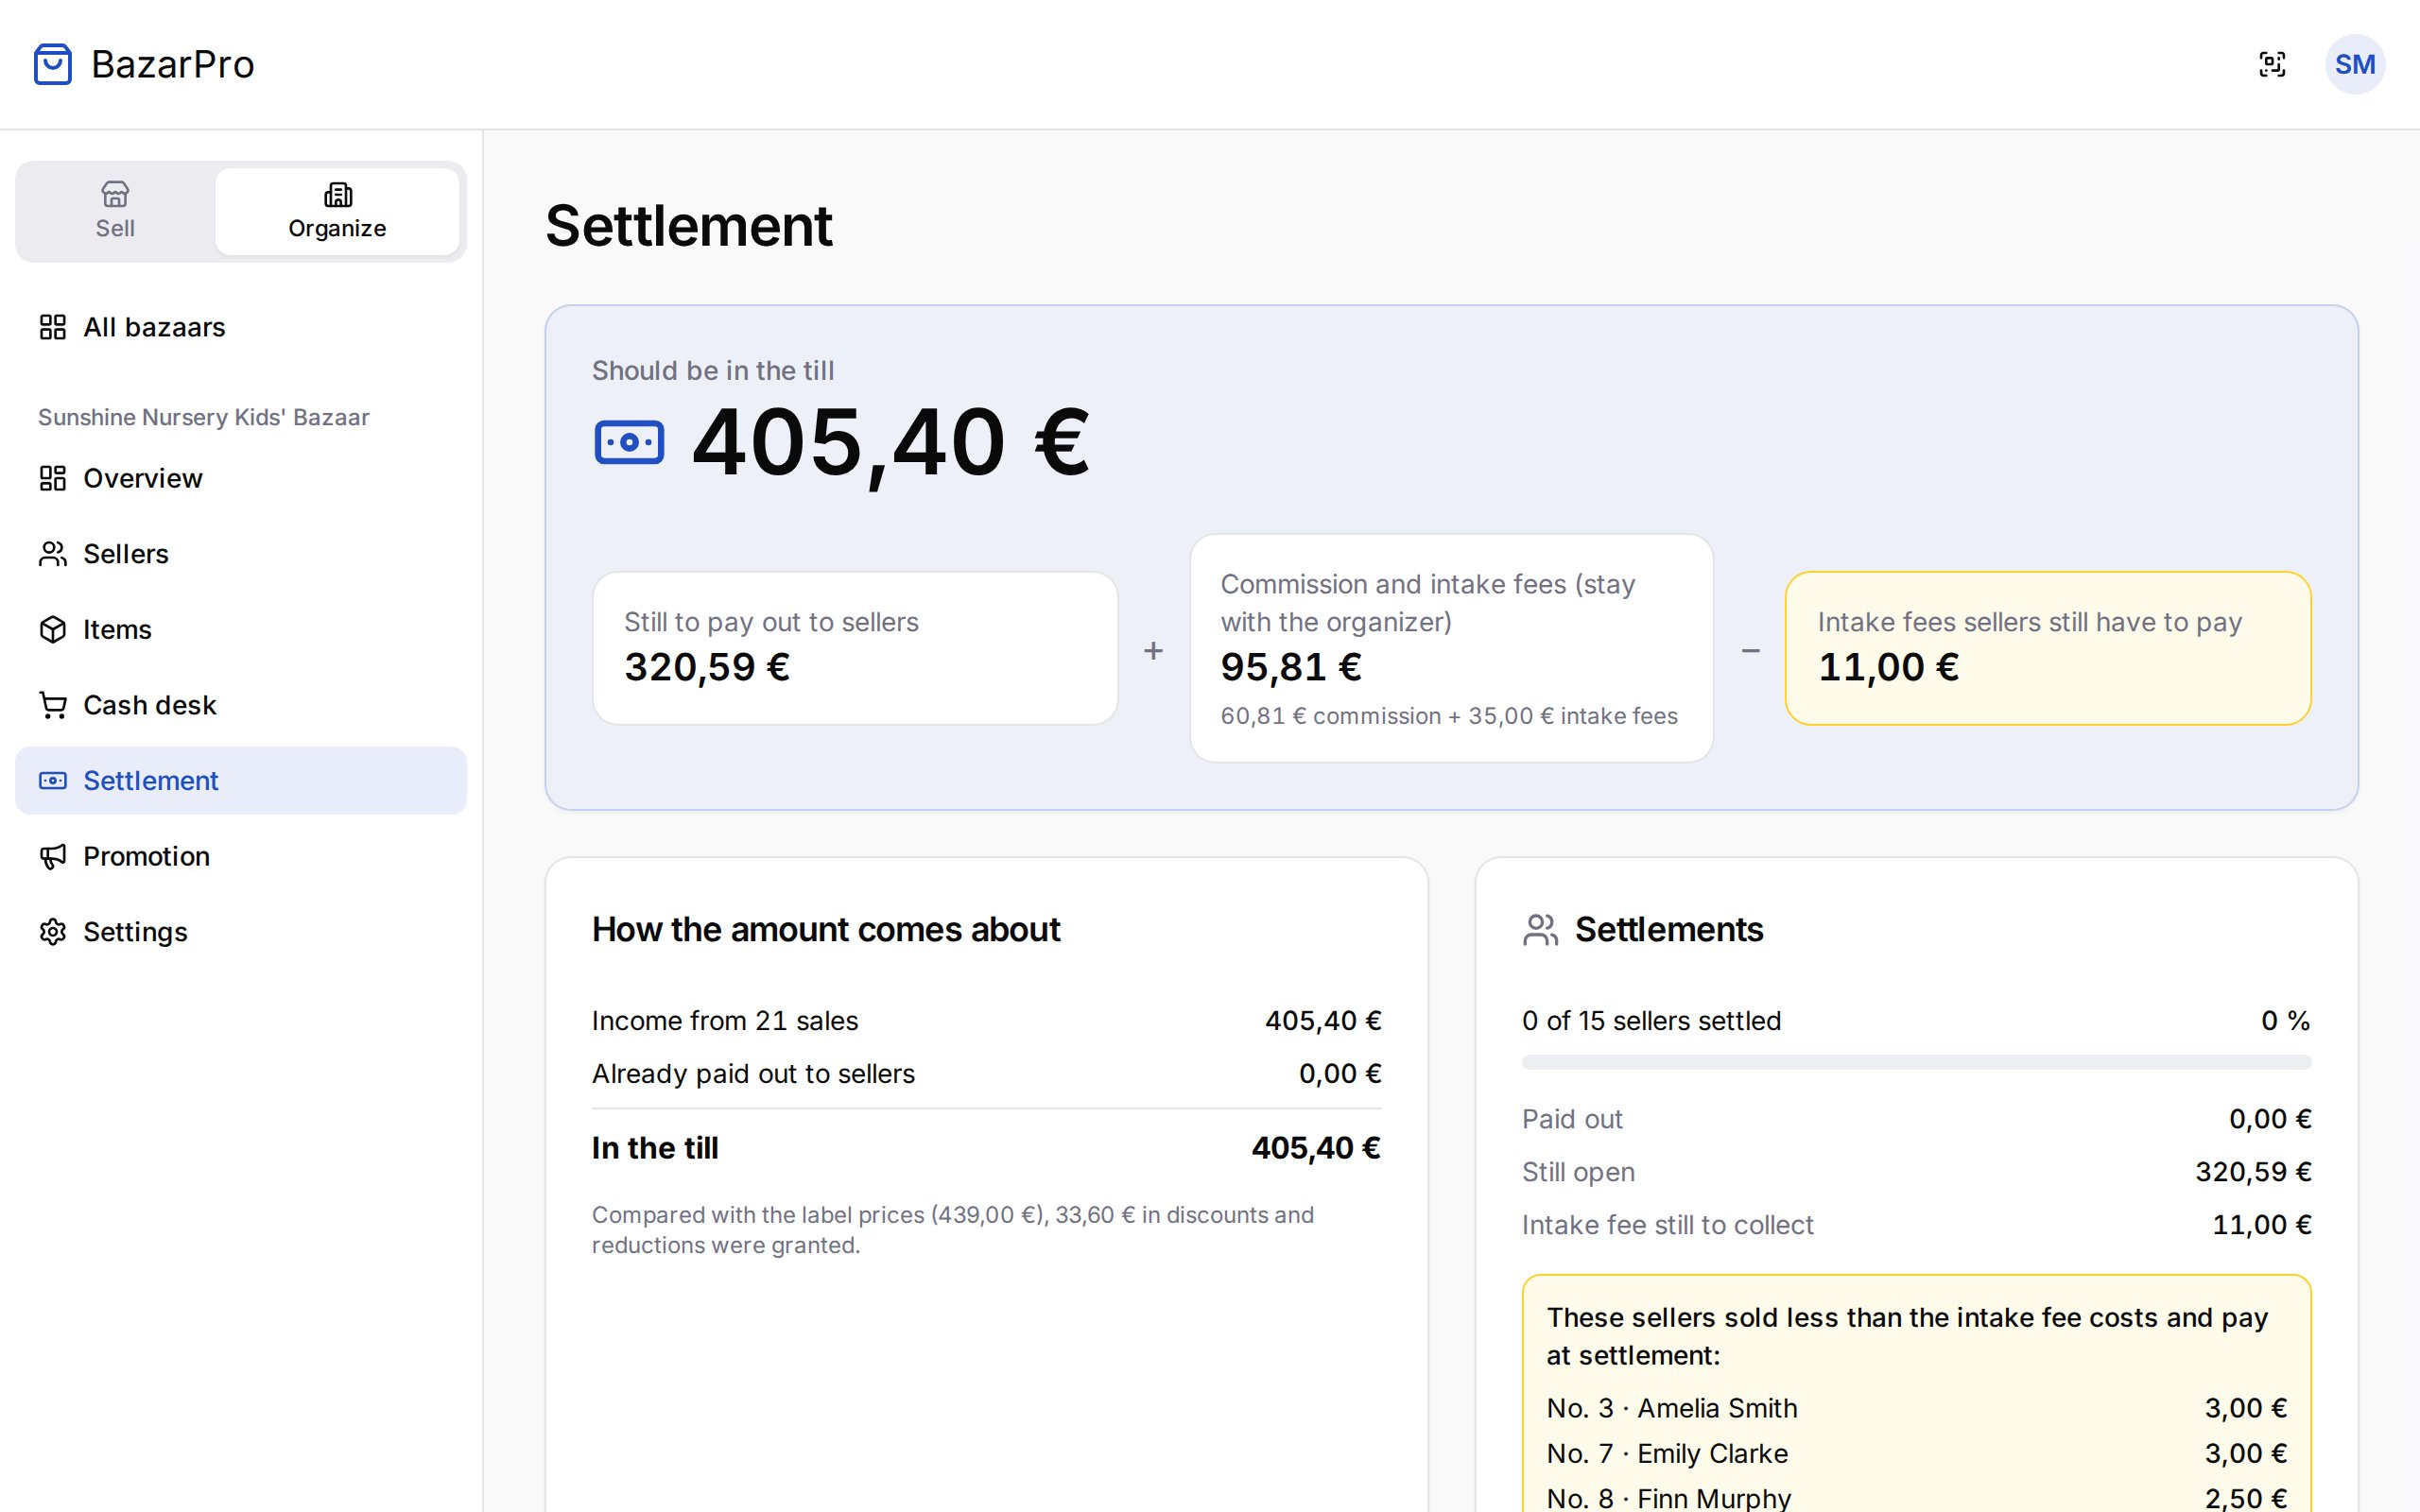 BazarPro
SM
Sell
Organize
All bazaars
Sunshine Nursery Kids' Bazaar
Overview
Sellers
Items
Cash desk
Settlement
Promotion
Settings
Settlement
Should be in the till
405,40 €
Still to pay out to sellers
320,59 €
+
Commission and intake fees (stay
with the organizer)
95,81 €
60,81 € commission + 35,00 € intake fees
−
Intake fees sellers still have to pay
11,00 €
How the amount comes about
Income from 21 sales 405,40 €
Already paid out to sellers 0,00 €
In the till 405,40 €
Compared with the label prices (439,00 €), 33,60 € in discounts and
reductions were granted.
Settlements
0 of 15 sellers settled 0 %
Paid out 0,00 €
Still open 320,59 €
Intake fee still to collect 11,00 €
These sellers sold less than the intake fee costs and pay
at settlement:
No. 3 · Amelia Smith 3,00 €
No. 7 · Emily Clarke 3,00 €
No. 8 · Finn Murphy 2,50 €